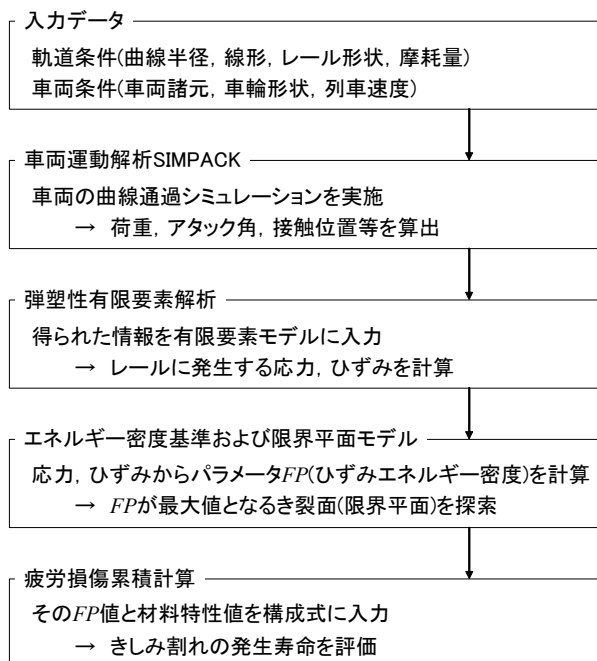 入力データ
軌道条件(曲線半径, 線形, レール形状, 摩耗量)
車両条件(車両諸元, 車輪形状, 列車速度)
車両運動解析SIMPACK
車両の曲線通過シミュレーションを実施
→ 荷重, アタック角, 接触位置等を算出
弾塑性有限要素解析
得られた情報を有限要素モデルに入力
→ レールに発生する応力, ひずみを計算
エネルギー密度基準および限界平面モデル
応力, ひずみからパラメータFP(ひずみエネルギー密度)を計算
→ FPが最大値となるき裂面(限界平面)を探索
疲労損傷累積計算
そのFP値と材料特性値を構成式に入力
→ きしみ割れの発生寿命を評価